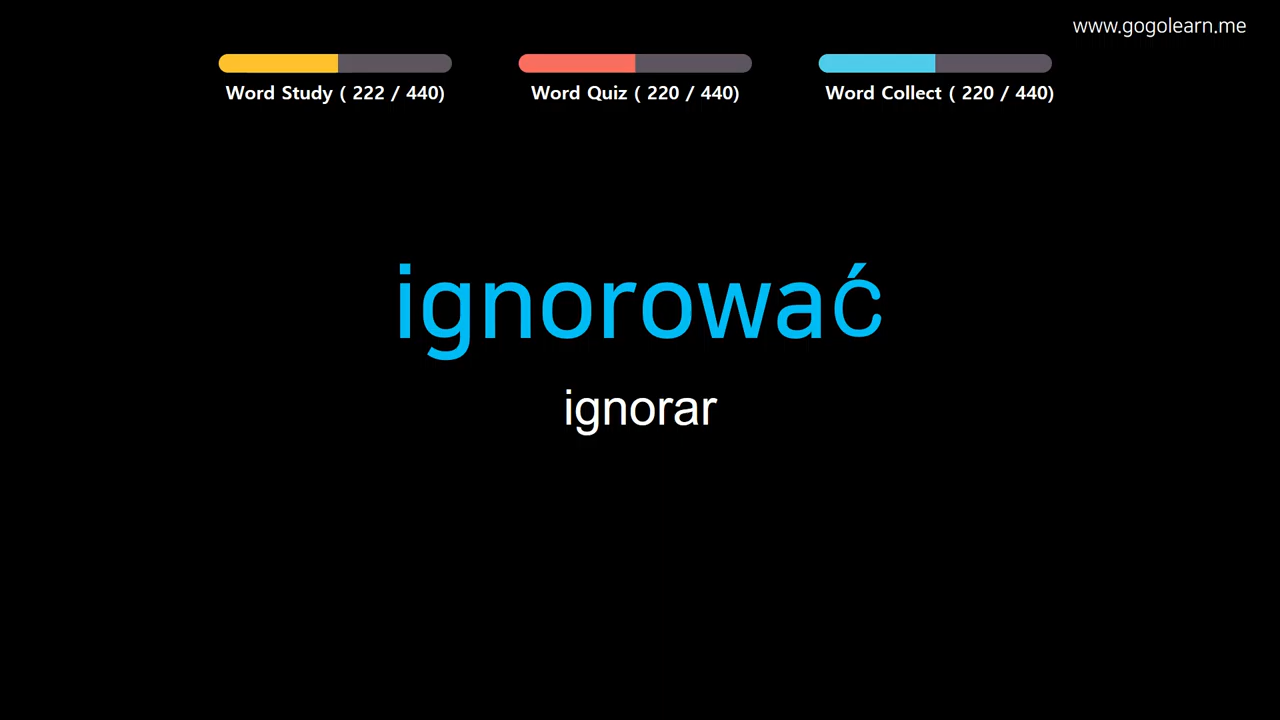 www.gogolearn.me
Word Study ( 222 / 440)
Word Quiz ( 220 / 440)
Word Collect ( 220 / 440)
ignorować
ignorar